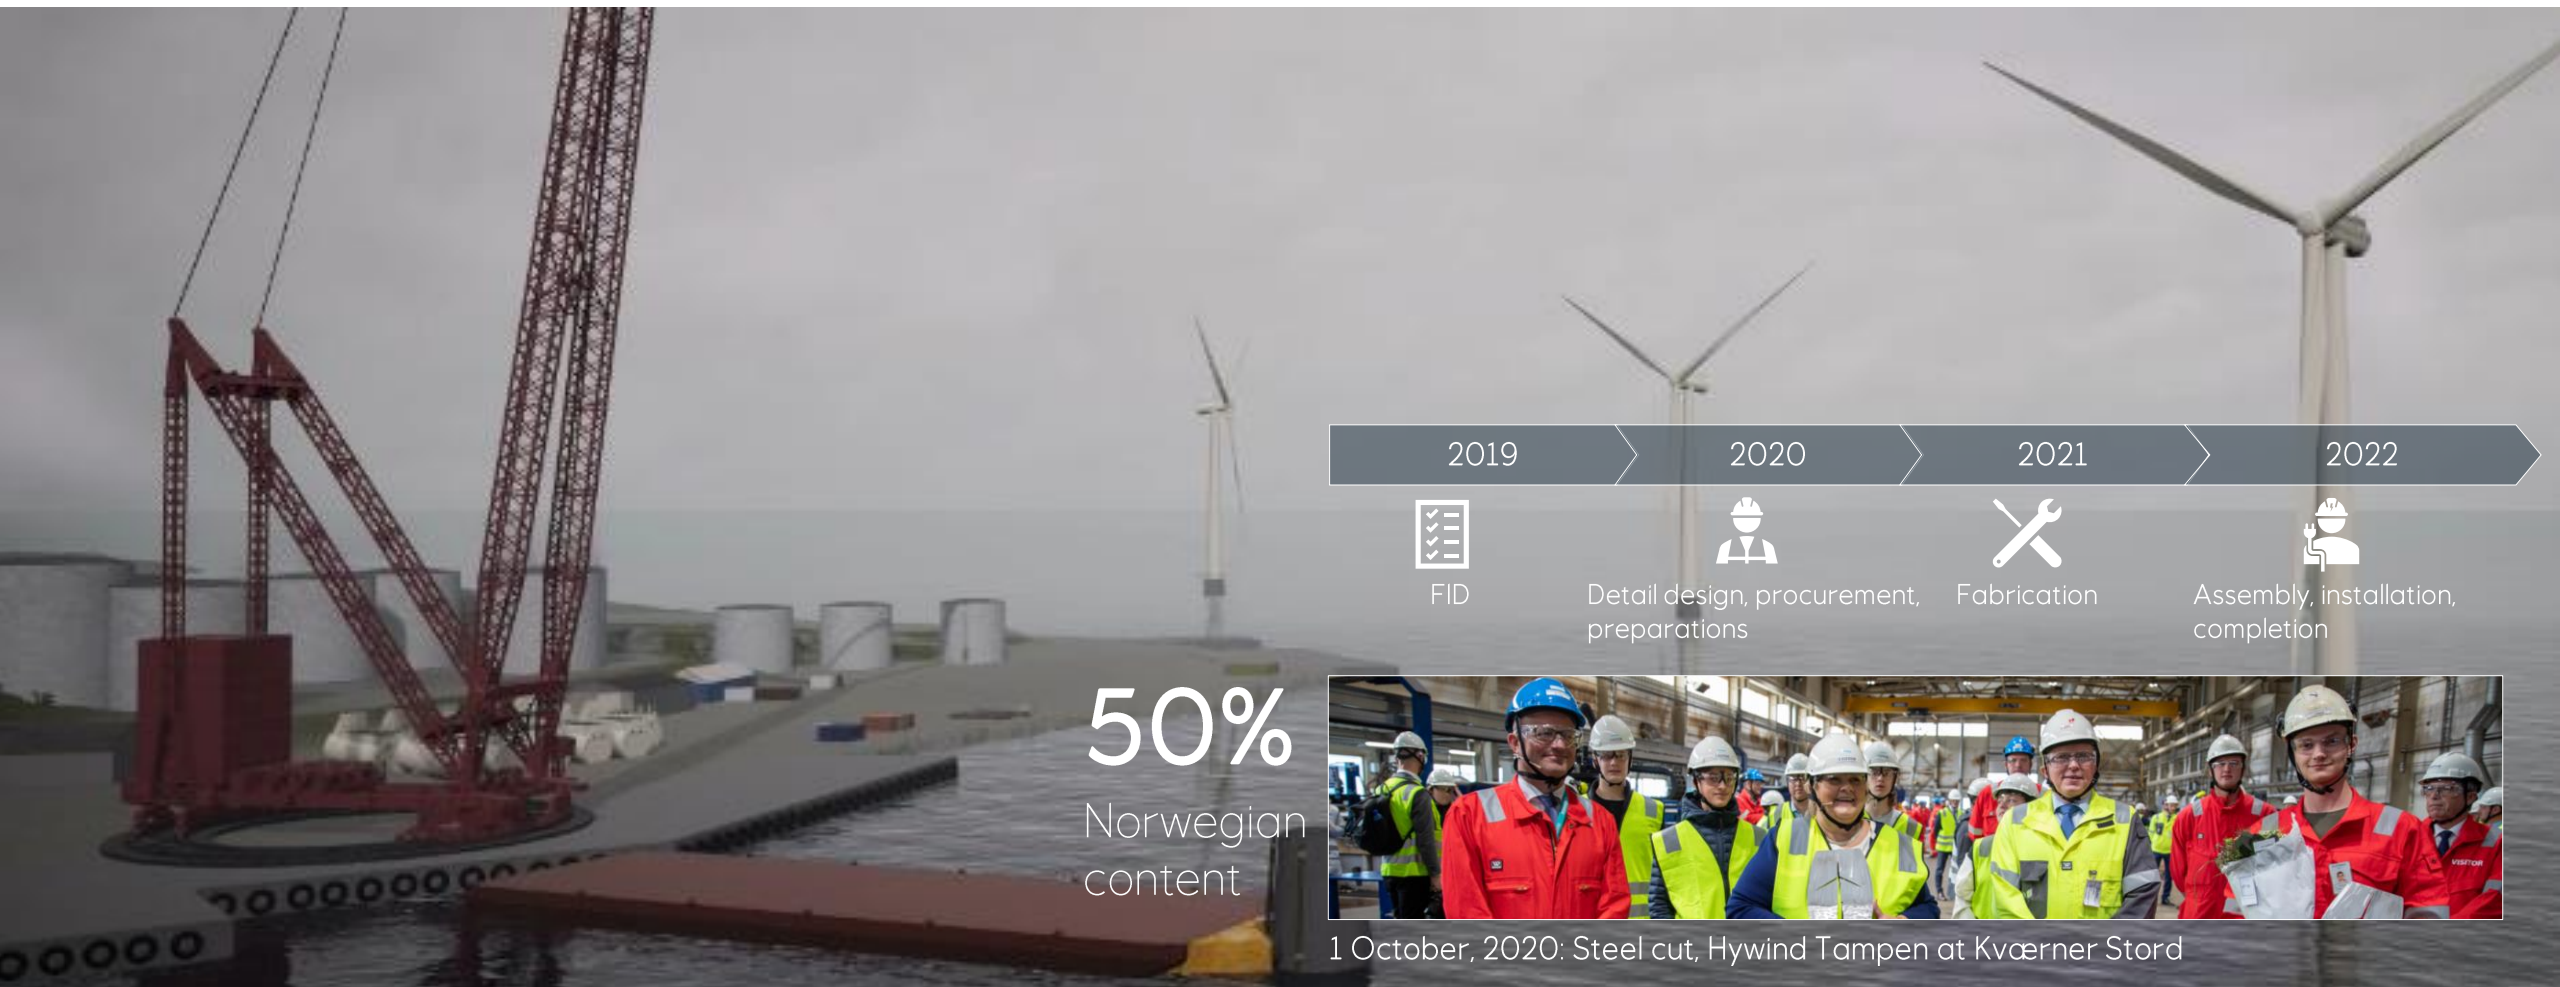 2019
2020
2021
2022
FID
Detail design, procurement,
preparations
Fabrication
Assembly, installation,
completion
50%
Norwegian
content
VISITOR
1 October, 2020: Steel cut, Hywind Tampen at Kværner Stord